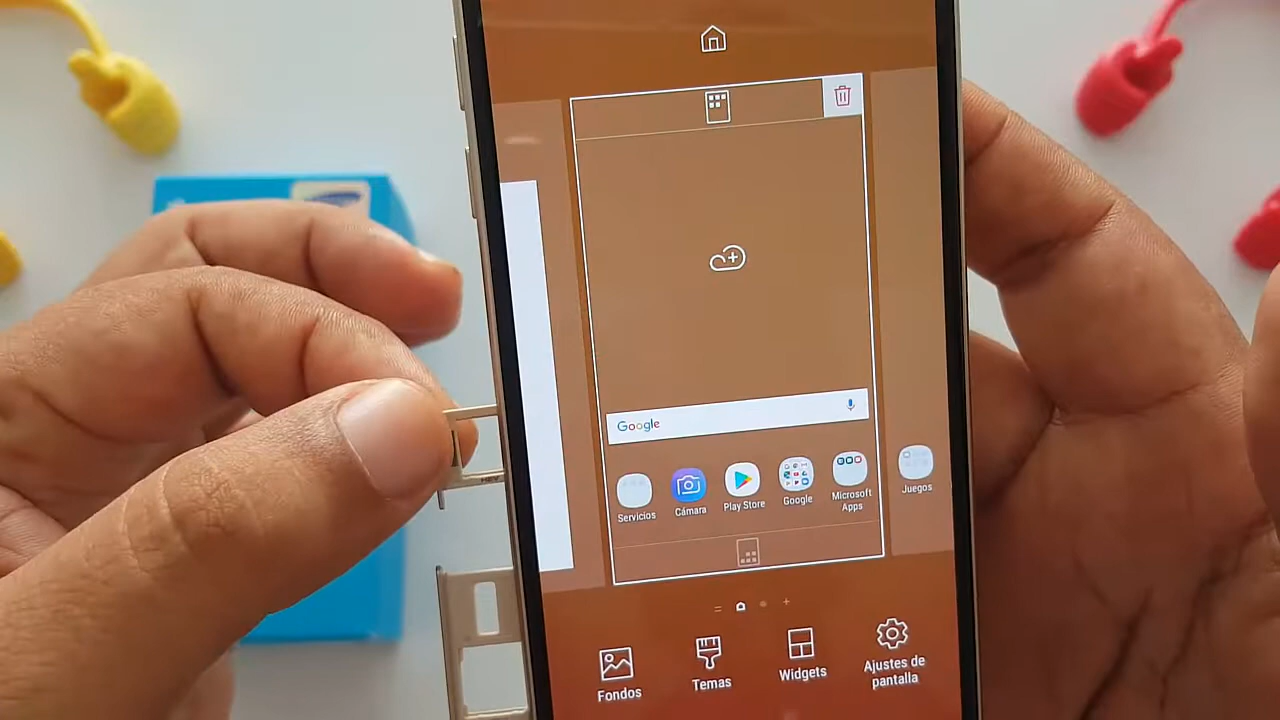 Google
Servicios
Cámara
Play Store
Google
Microsoft
Apps
Juegos
Fondos
Temas
Widgets
Ajustes de
pantalla